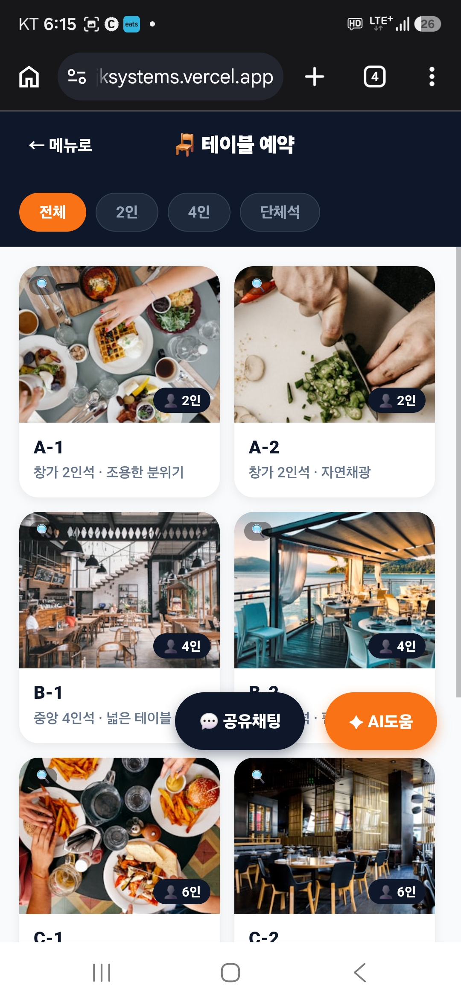 KT 6:15 C eats HD LTE+ 26
ksystems.vercel.app 4
← 메뉴로 테이블 예약
전체 2인 4인 단체석
2인 2인
A-1 A-2
창가 2인석 · 조용한 분위기 창가 2인석 · 자연채광
4인 4인
B-1 B-2
중앙 4인석 · 넓은 테이블
공유채팅 AI도움
6인 6인
C-1 C-2